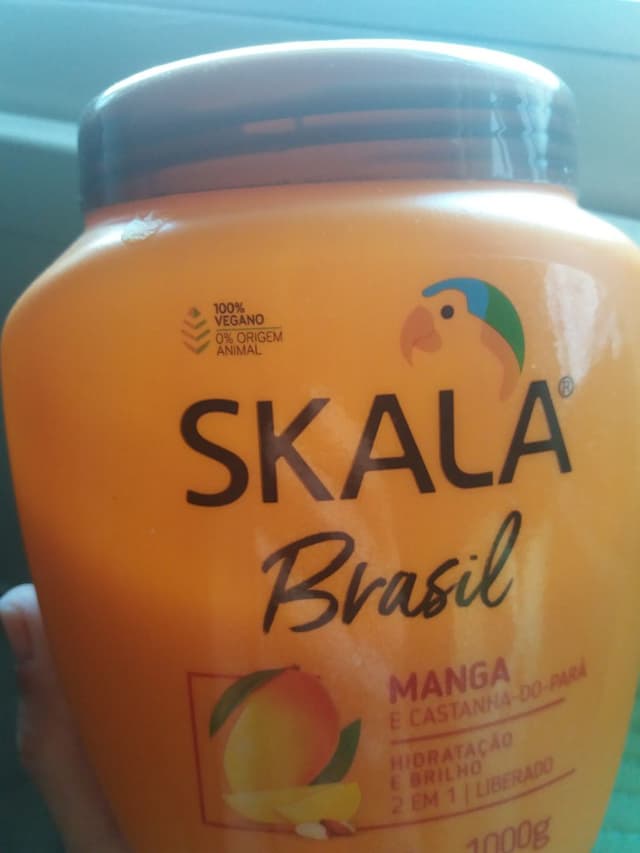 100%
VEGANO
0% ORIGEM
ANIMAL
SKALA®
Brasil
MANGA
E CASTANHA-DO-PARÁ
HIDRATAÇÃO
E BRILHO
2 EM 1 | LIBERADO
1000g